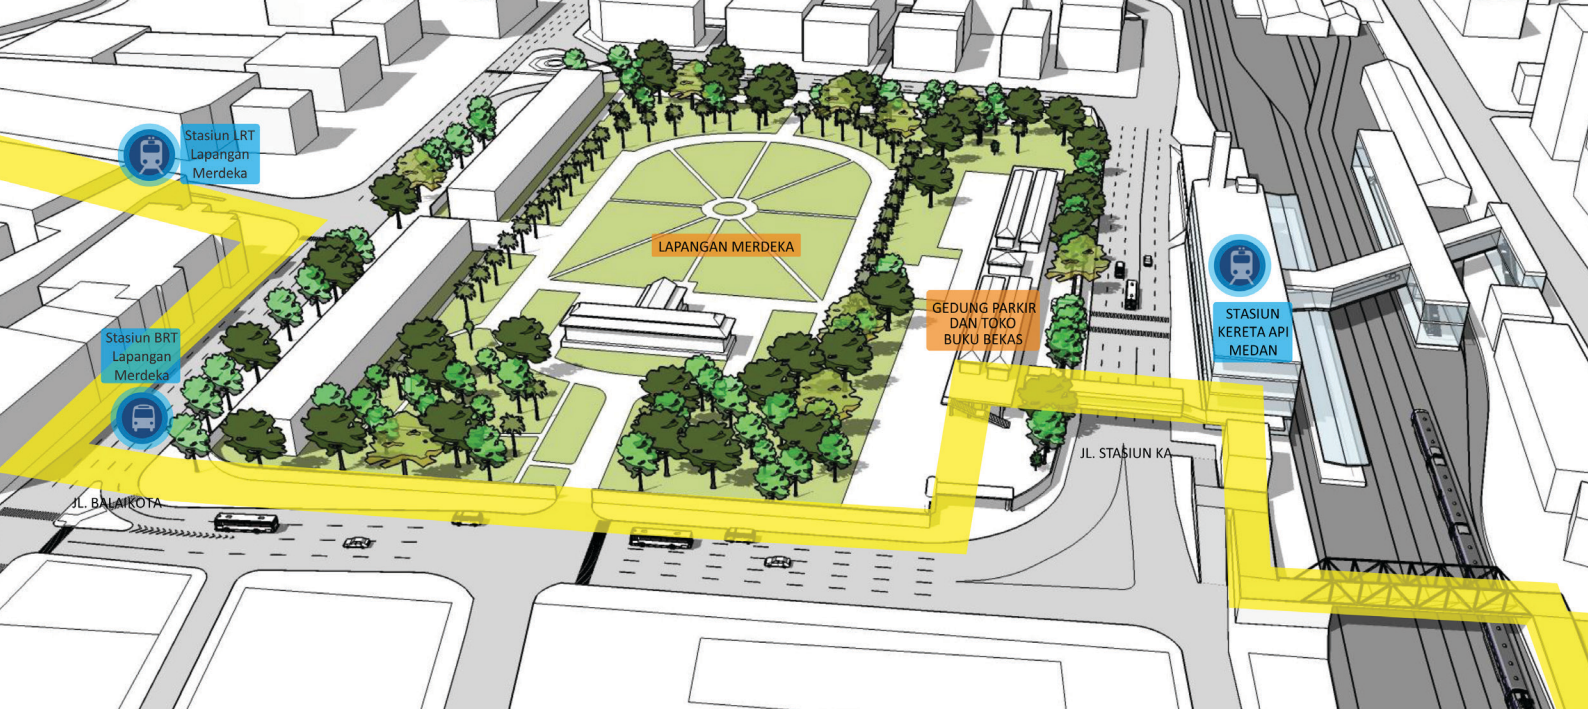 Stasiun LRT
Lapangan
Merdeka
LAPANGAN MERDEKA
Stasiun BRT
Lapangan
Merdeka
GEDUNG PARKIR
DAN TOKO
BUKU BEKAS
STASIUN
KERETA API
MEDAN
JL. STASIUN KA
JL. BALAIKOTA